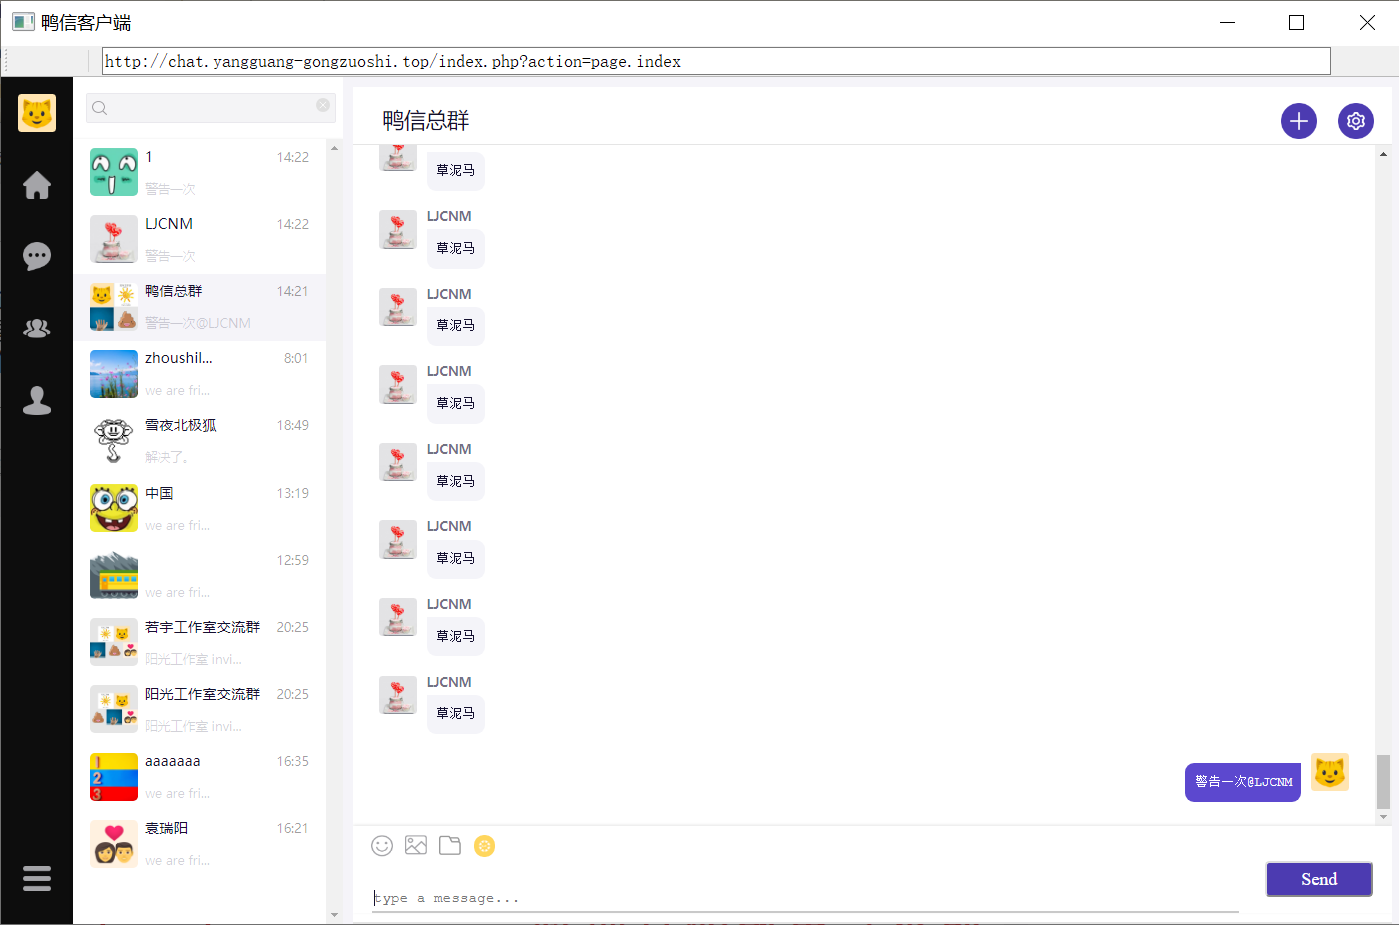 鸭信客户端
http://chat.yangguang-gongzuoshi.top/index.php?action=page.index
1 14:22
警告一次
LJCNM 14:22
警告一次
鸭信总群 14:21
警告一次@LJCNM
zhoushil... 8:01
we are fri...
雪夜北极狐 18:49
解决了。
中国 13:19
we are fri...
12:59
we are fri...
若宇工作室交流群 20:25
阳光工作室 invi...
阳光工作室交流群 20:25
阳光工作室 invi...
aaaaaaa 16:35
we are fri...
袁瑞阳 16:21
we are fri...
鸭信总群
草泥马
LJCNM
草泥马
LJCNM
草泥马
LJCNM
草泥马
LJCNM
草泥马
LJCNM
草泥马
LJCNM
草泥马
LJCNM
草泥马
警告一次@LJCNM
type a message...
Send
1
2
3